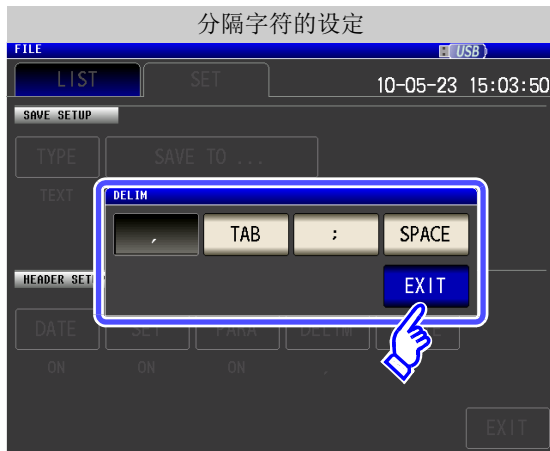 分隔字符的设定
FILE
USB
LIST SET 10-05-23 15:03:50
SAVE SETUP
TYPE SAVE TO ...
TEXT
DELIM
, TAB : SPACE
EXIT
HEADER SET
DATE SET PARA DELIM
ON ON ON ,
EXIT